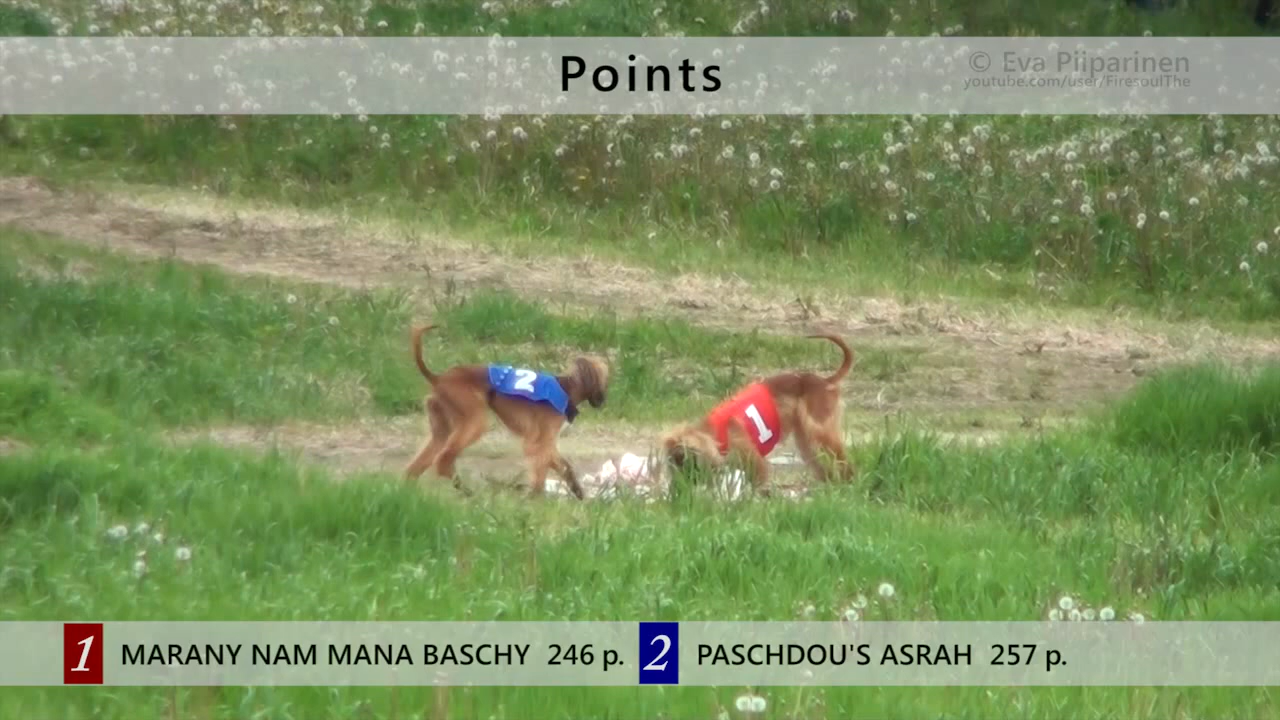 Points
© Eva Piiparinen
youtube.com/user/FiresoulThe
2
1
1 MARANY NAM MANA BASCHY 246 p. 2 PASCHDOU'S ASRAH 257 p.